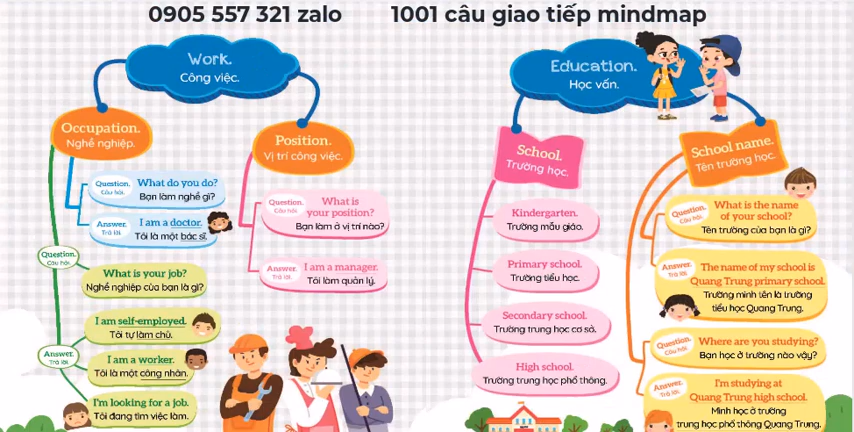 0905 557 321 zalo
1001 câu giao tiếp mindmap
Work.
Công việc.
Occupation.
Nghề nghiệp.
Question.
Câu hỏi.
What do you do?
Bạn làm nghề gì?
Answer.
Trả lời.
I am a doctor.
Tôi là một bác sĩ.
Question.
Câu hỏi.
What is your job?
Nghề nghiệp của bạn là gì?
Answer.
Trả lời.
I am self-employed.
Tôi tự làm chủ.
I am a worker.
Tôi là một công nhân.
I'm looking for a job.
Tôi đang tìm việc làm.
Position.
Vị trí công việc.
Question.
Câu hỏi.
What is
your position?
Bạn làm ở vị trí nào?
Answer.
Trả lời.
I am a manager.
Tôi làm quản lý.
Education.
Học vấn.
School.
Trường học.
Kindergarten.
Trường mẫu giáo.
Primary school.
Trường tiểu học.
Secondary school.
Trường trung học cơ sở.
High school.
Trường trung học phổ thông.
School name.
Tên trường học.
Question.
Câu hỏi.
What is the name
of your school?
Tên trường của bạn là gì?
Answer.
Trả lời.
The name of my school is
Quang Trung primary school.
Trường mình tên là trường
tiểu học Quang Trung.
Question.
Câu hỏi.
Where are you studying?
Bạn học ở trường nào vậy?
Answer.
Trả lời.
I'm studying at
Quang Trung high school.
Mình học ở trường
trung học phổ thông Quang Trung.